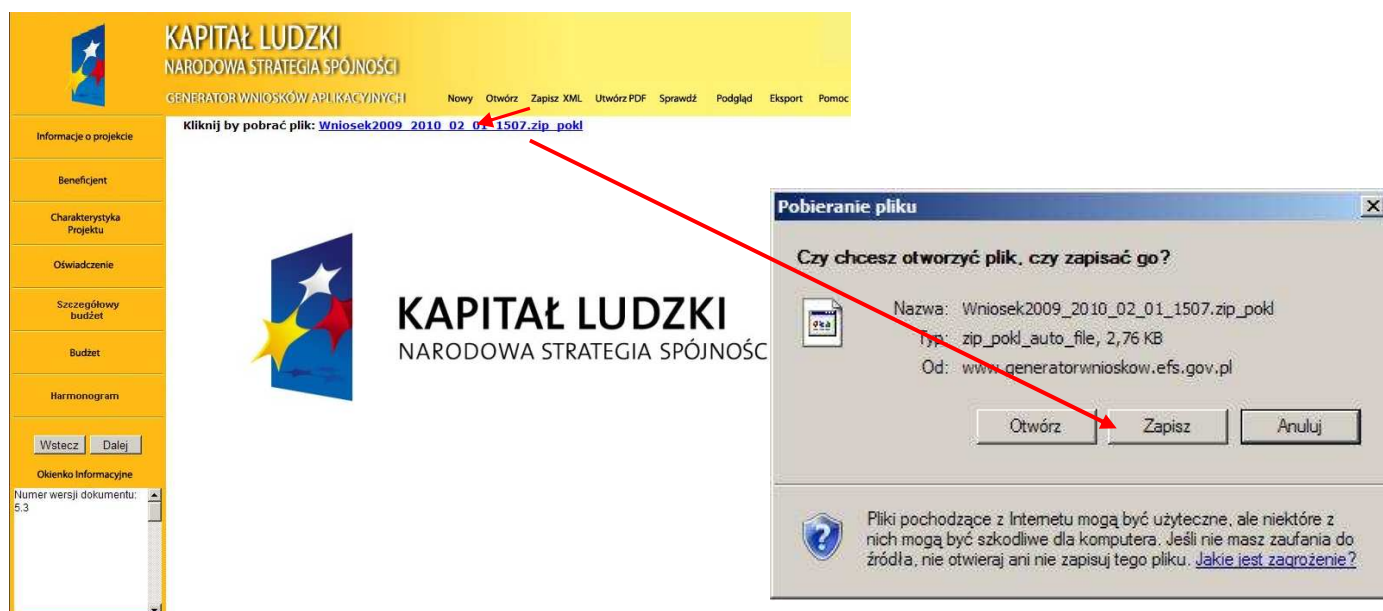 KAPITAŁ LUDZKI
NARODOWA STRATEGIA SPÓJNOŚCI
GENERATOR WNIOSKÓW APLIKACYJNYCH
Nowy Otwórz Zapisz XML Utwórz PDF Sprawdź Podgląd Eksport Pomoc
Kliknij by pobrać plik: Wniosek2009_2010_02_01_1507.zip_pokl
Informacje o projekcie
Beneficjent
Charakterystyka
Projektu
Oświadczenie
Szczegółowy
budżet
Budżet
Harmonogram
Wstecz Dalej
Okienko Informacyjne
Numer wersji dokumentu:
5.3
KAPITAŁ LUDZKI
NARODOWA STRATEGIA SPÓJNOŚC
Pobieranie pliku
Czy chcesz otworzyć plik, czy zapisać go?
Nazwa: Wniosek2009_2010_02_01_1507.zip_pokl
Typ: zip_pokl_auto_file, 2,76 KB
Od: www.generatorwnioskow.efs.gov.pl
Otwórz Zapisz Anuluj
Pliki pochodzące z Internetu mogą być użyteczne, ale niektóre z
nich mogą być szkodliwe dla komputera. Jeśli nie masz zaufania do
źródła, nie otwieraj ani nie zapisuj tego pliku. Jakie jest zagrożenie?